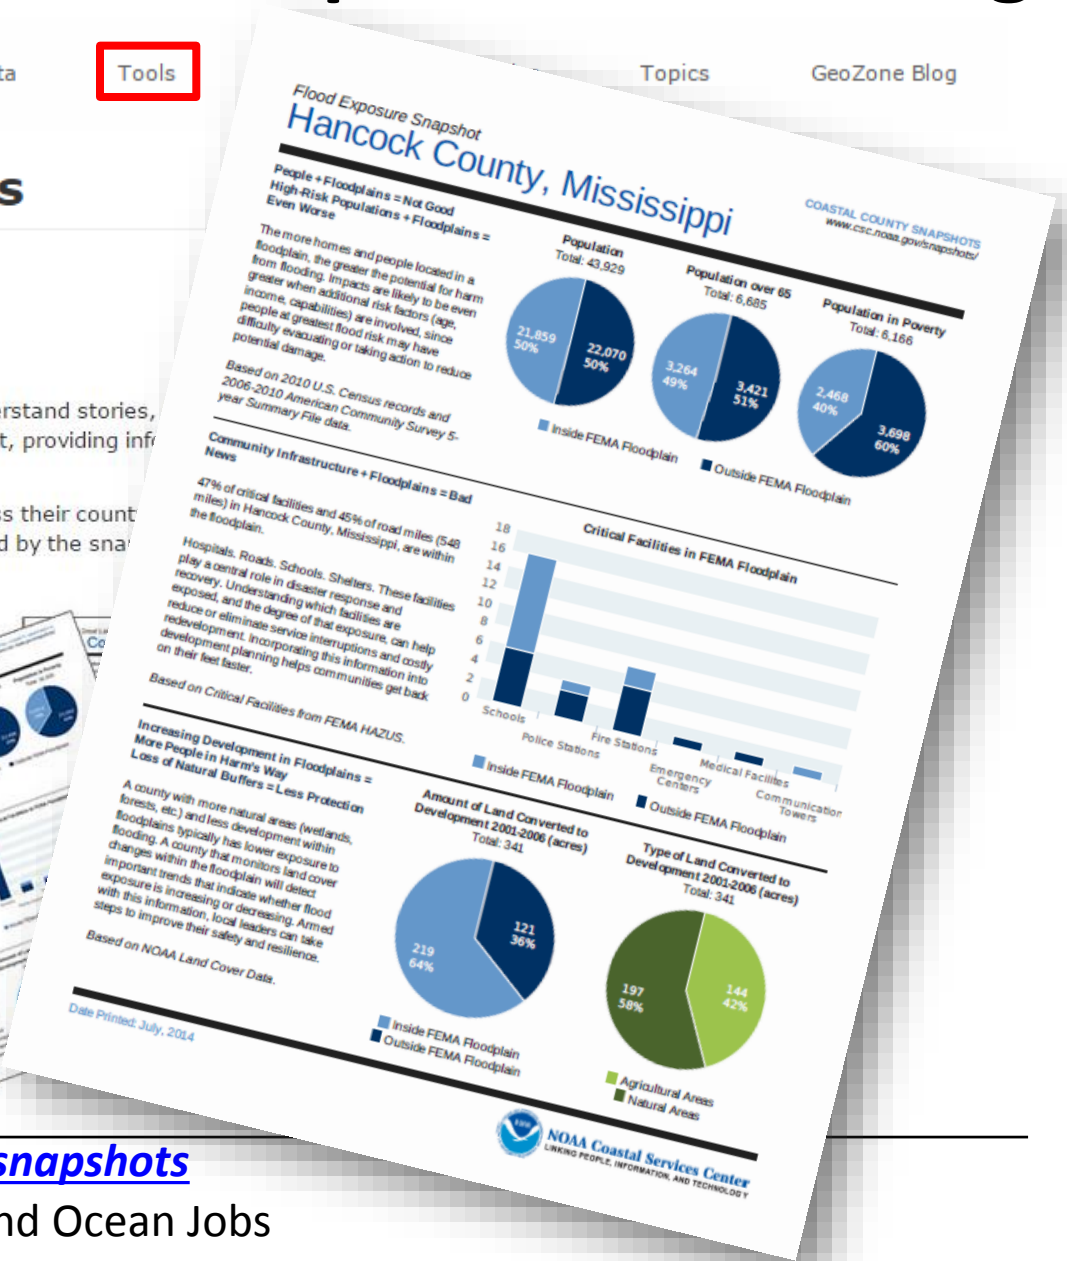 Tools
Topics
GeoZone Blog
Flood Exposure Snapshot
Hancock County, Mississippi
COASTAL COUNTY SNAPSHOTS
www.csc.noaa.gov/snapshots/
People + Floodplains = Not Good
High-Risk Populations + Floodplains =
Even Worse
The more homes and people located in a
floodplain, the greater the potential for harm
from flooding. Impacts are likely to be even
greater when additional risk factors (age,
income, capabilities) are involved, since
people at greatest flood risk may have
difficulty evacuating or taking action to reduce
potential damage.
Based on 2010 U.S. Census records and
2006-2010 American Community Survey 5-
year Summary File data.
Population
Total: 43,929
21,859
50%
22,070
50%
Population over 65
Total: 6,685
3,264
49%
3,421
51%
Population in Poverty
Total: 6,166
2,468
40%
3,698
60%
Inside FEMA Floodplain
Outside FEMA Floodplain
Community Infrastructure + Floodplains = Bad
News
47% of critical facilities and 45% of road miles (548
miles) in Hancock County, Mississippi, are within
the floodplain.
Hospitals. Roads. Schools. Shelters. These facilities
play a central role in disaster response and
recovery. Understanding which facilities are
exposed, and the degree of that exposure, can help
reduce or eliminate service interruptions and costly
redevelopment. Incorporating this information into
development planning helps communities get back
on their feet faster.
Based on Critical Facilities from FEMA HAZUS.
Critical Facilities in FEMA Floodplain
18
16
14
12
10
8
6
4
2
0
Schools
Police Stations
Fire Stations
Emergency
Centers
Medical Facilites
Communication
Towers
Inside FEMA Floodplain
Outside FEMA Floodplain
Increasing Development in Floodplains =
More People in Harm's Way
Loss of Natural Buffers = Less Protection
A county with more natural areas (wetlands,
forests, etc.) and less development within
floodplains typically has lower exposure to
flooding. A county that monitors land cover
changes within the floodplain will detect
important trends that indicate whether flood
exposure is increasing or decreasing. Armed
with this information, local leaders can take
steps to improve their safety and resilience.
Based on NOAA Land Cover Data.
Amount of Land Converted to
Development 2001-2006 (acres)
Total: 341
219
64%
121
36%
Inside FEMA Floodplain
Outside FEMA Floodplain
Type of Land Converted to
Development 2001-2006 (acres)
Total: 341
197
58%
144
42%
Agricultural Areas
Natural Areas
Date Printed: July, 2014
NOAA Coastal Services Center
LINKING PEOPLE, INFORMATION, AND TECHNOLOGY
stories,
providing
their
by the
snapshots
Ocean Jobs